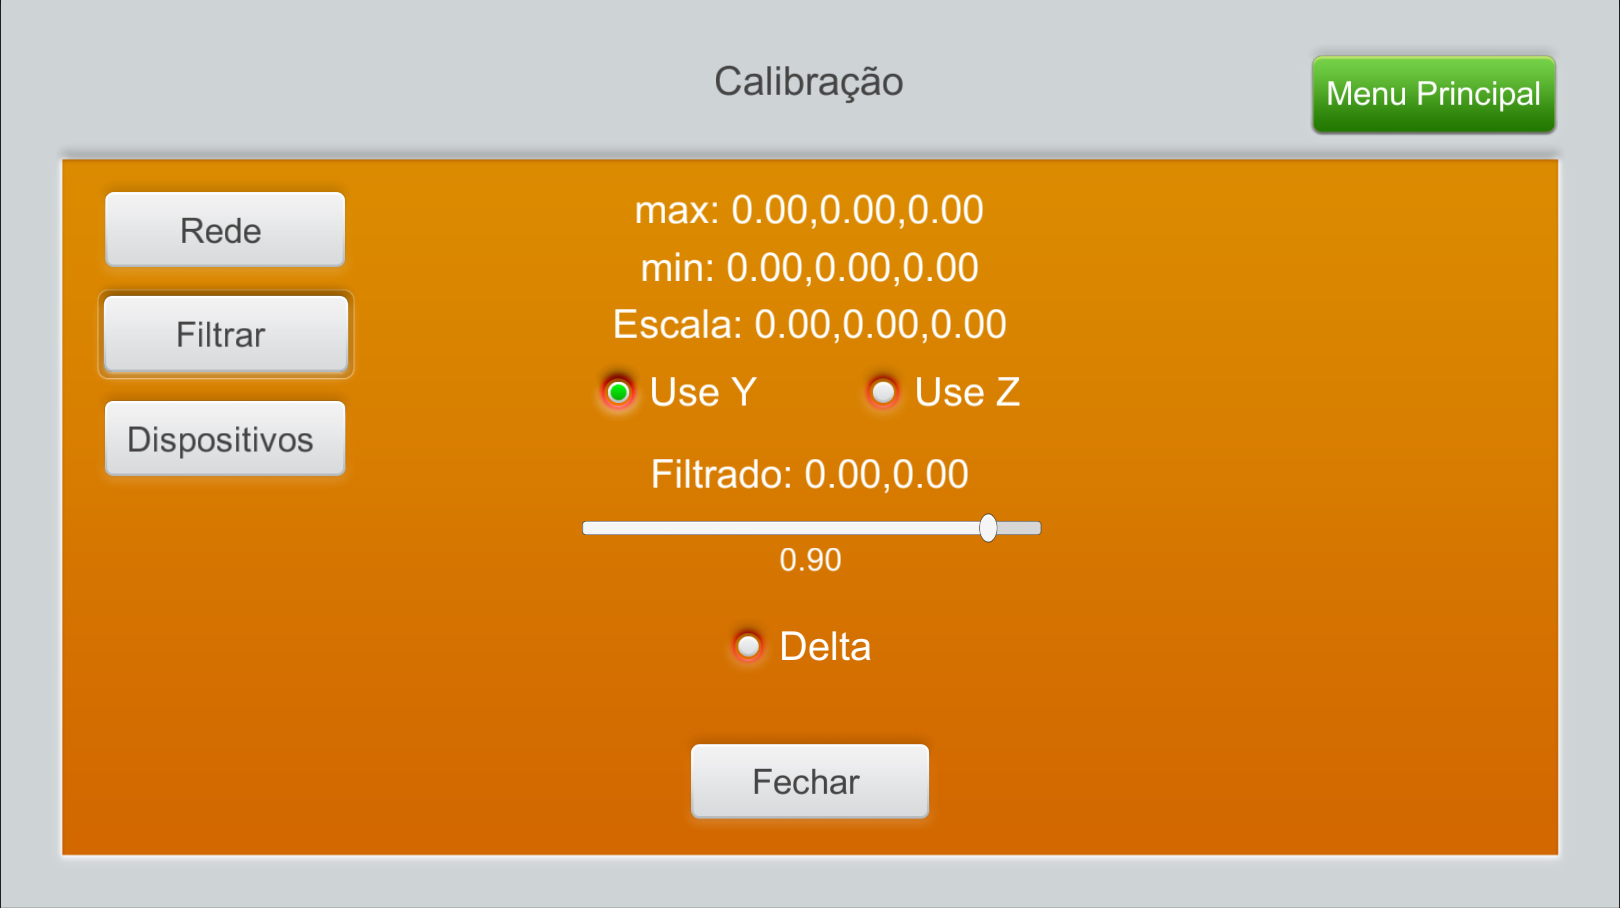 Calibração
Menu Principal
Rede
Filtrar
Dispositivos
max: 0.00,0.00,0.00
min: 0.00,0.00,0.00
Escala: 0.00,0.00,0.00
Use Y
Use Z
Filtrado: 0.00,0.00
0.90
Delta
Fechar